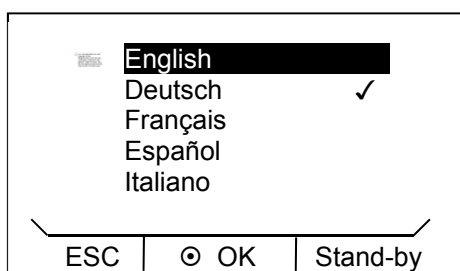 English
Deutsch ✓
Français
Español
Italiano
ESC ⊙ OK Stand-by